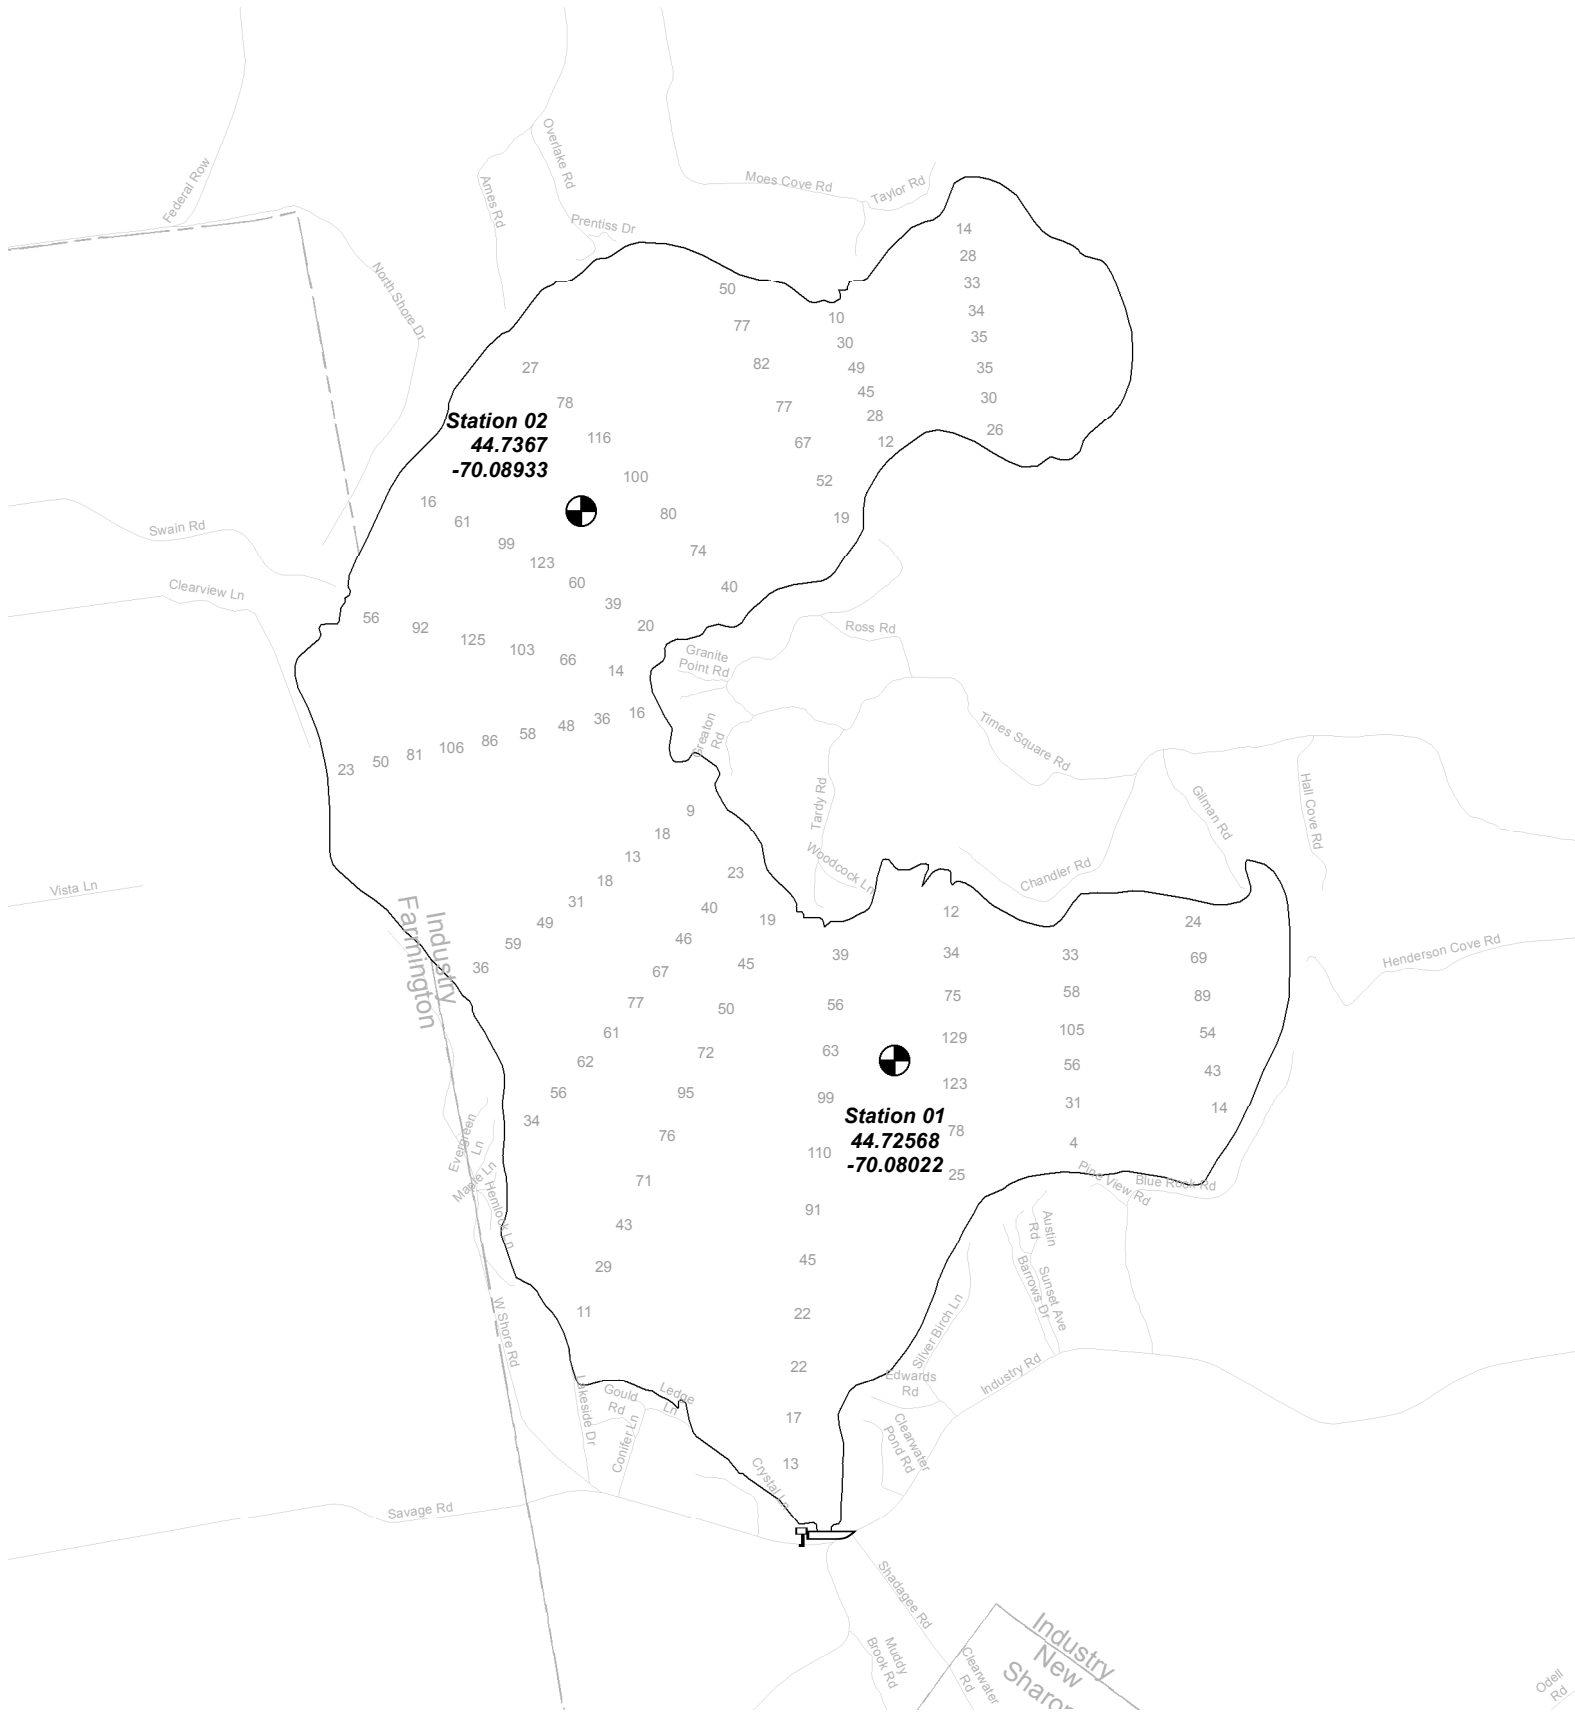 Overlake Rd
Federal Row
Moes Cove Rd
Taylor Rd
Ames Rd
Prentiss Dr
14
28
North Shore Dr
33
50
34
10
77
35
30
82
27
49
35
45
30
78
77
28
Station 02
44.7367
-70.08933
116
67
12
26
100
52
16
61
80
19
Swain Rd
99
74
123
60
40
Clearview Ln
39
56
92
20
Ross Rd
125
103
66
14
Granite
Point Rd
16
36
48
58
86
106
81
50
23
Greaton
Rd
Times Square Rd
Tardy Rd
Gilman Rd
Hall Cove Rd
9
18
13
18
31
49
59
36
Woodcock Ln
Chandler Rd
Vista Ln
Industry
Farmington
23
40
46
67
77
61
62
56
34
19
45
50
72
95
76
71
43
29
11
39
56
63
99
110
91
45
22
22
17
13
12
34
75
129
123
78
25
33
58
105
56
31
4
24
69
89
54
43
14
Henderson Cove Rd
Station 01
44.72568
-70.08022
Evergreen
Ln
Maple Ln
Hemlock Ln
Pine View Rd
Blue Rock Rd
Austin
Rd
Sunset Ave
Barrows Dr
Silver Birch Ln
W Shore Rd
Industry Rd
Edwards
Rd
Lakeside Dr
Gould
Rd
Ledge
Ln
Conifer Ln
Clearwater
Pond Rd
Crystal Ln
Savage Rd
Shadagee Rd
Muddy
Brook Rd
Clearwater
Rd
Industry
New
Sharon
Odell
Rd